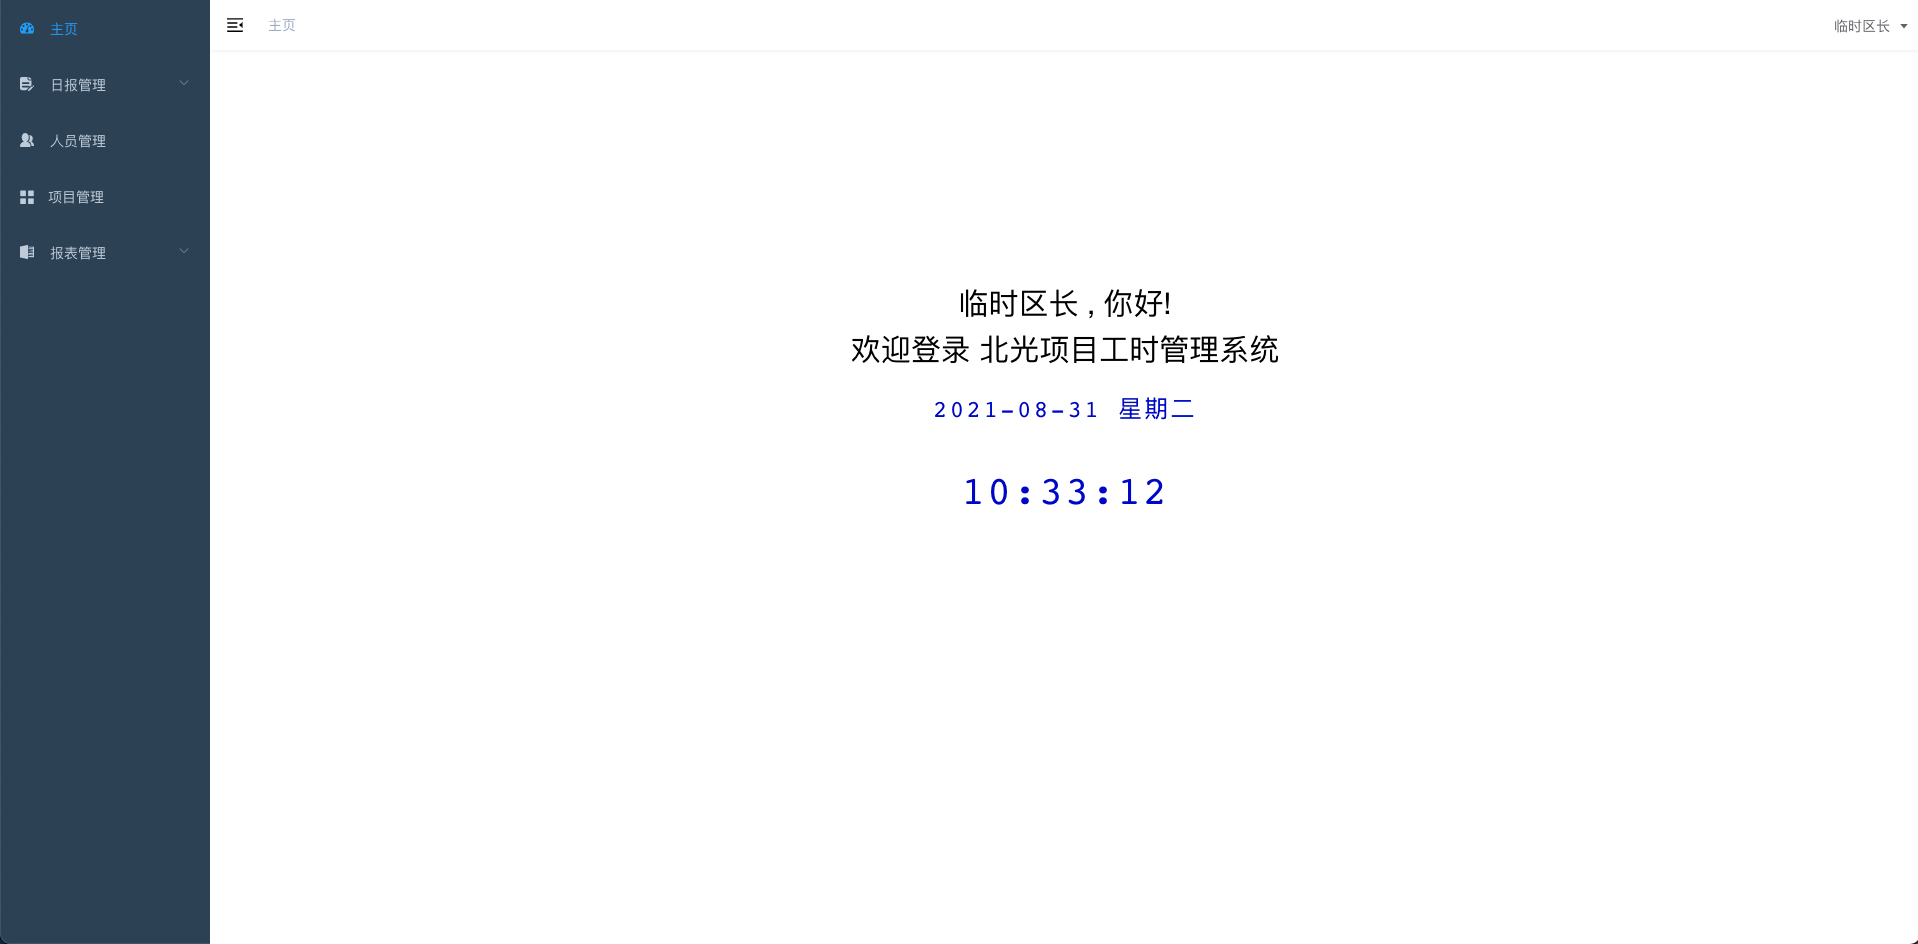 主页
日报管理
人员管理
项目管理
报表管理
主页
临时区长
临时区长 , 你好!
欢迎登录 北光项目工时管理系统
2021-08-31 星期二
10:33:12